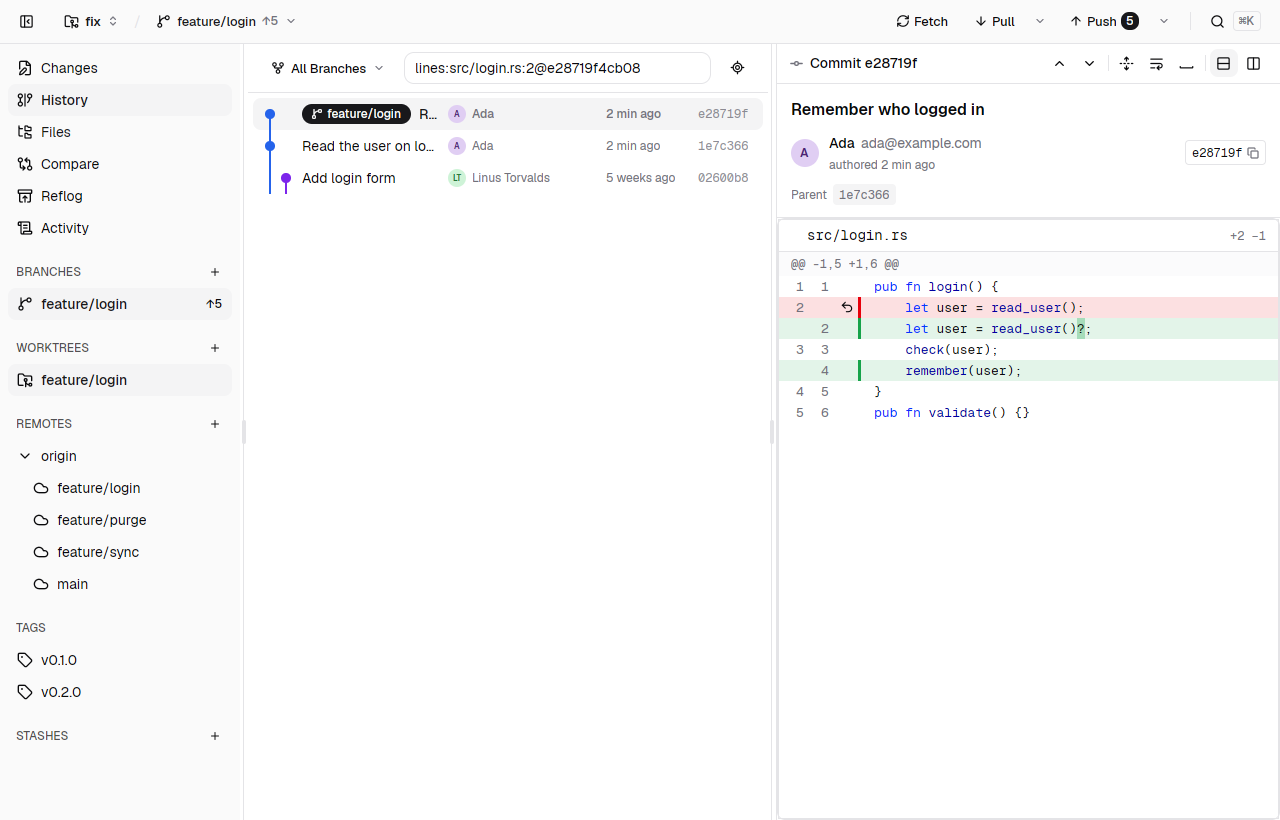 fix / feature/login ↑5 Fetch Pull Push 5 ⌘K
Changes
History
Files
Compare
Reflog
Activity
BRANCHES +
feature/login ↑5
WORKTREES +
feature/login
REMOTES +
origin
feature/login
feature/purge
feature/sync
main
TAGS
v0.1.0
v0.2.0
STASHES +
All Branches lines:src/login.rs:2@e28719f4cb08
feature/login R... A Ada 2 min ago e28719f
Read the user on lo... A Ada 2 min ago 1e7c366
Add login form LT Linus Torvalds 5 weeks ago 02600b8
Commit e28719f
Remember who logged in
A Ada ada@example.com e28719f
authored 2 min ago
Parent 1e7c366
src/login.rs +2 −1
@@ -1,5 +1,6 @@
1 1 pub fn login() {
2 let user = read_user();
2 let user = read_user()?;
3 3 check(user);
4 remember(user);
4 5 }
5 6 pub fn validate() {}